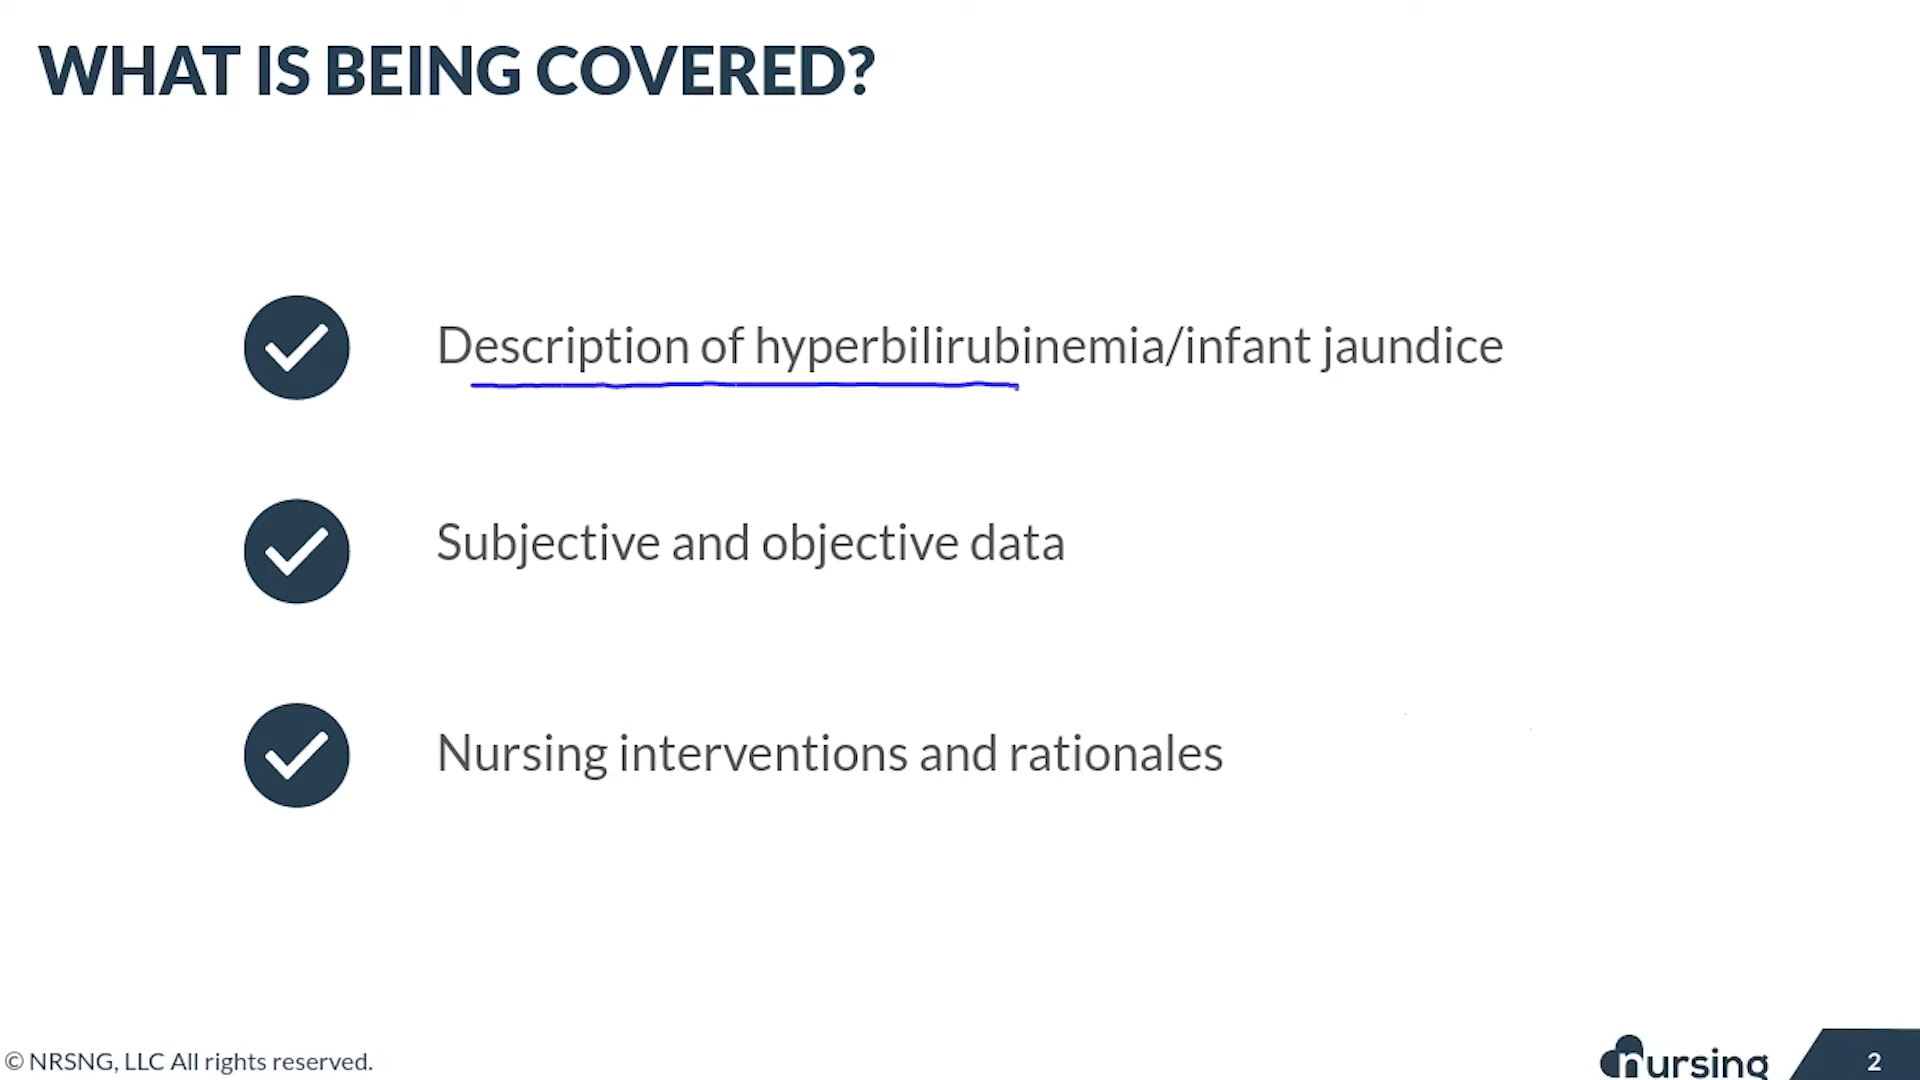 WHAT IS BEING COVERED?
Description of hyperbilirubinemia/infant jaundice
Subjective and objective data
Nursing interventions and rationales
© NRSNG, LLC All rights reserved.
nursing
2